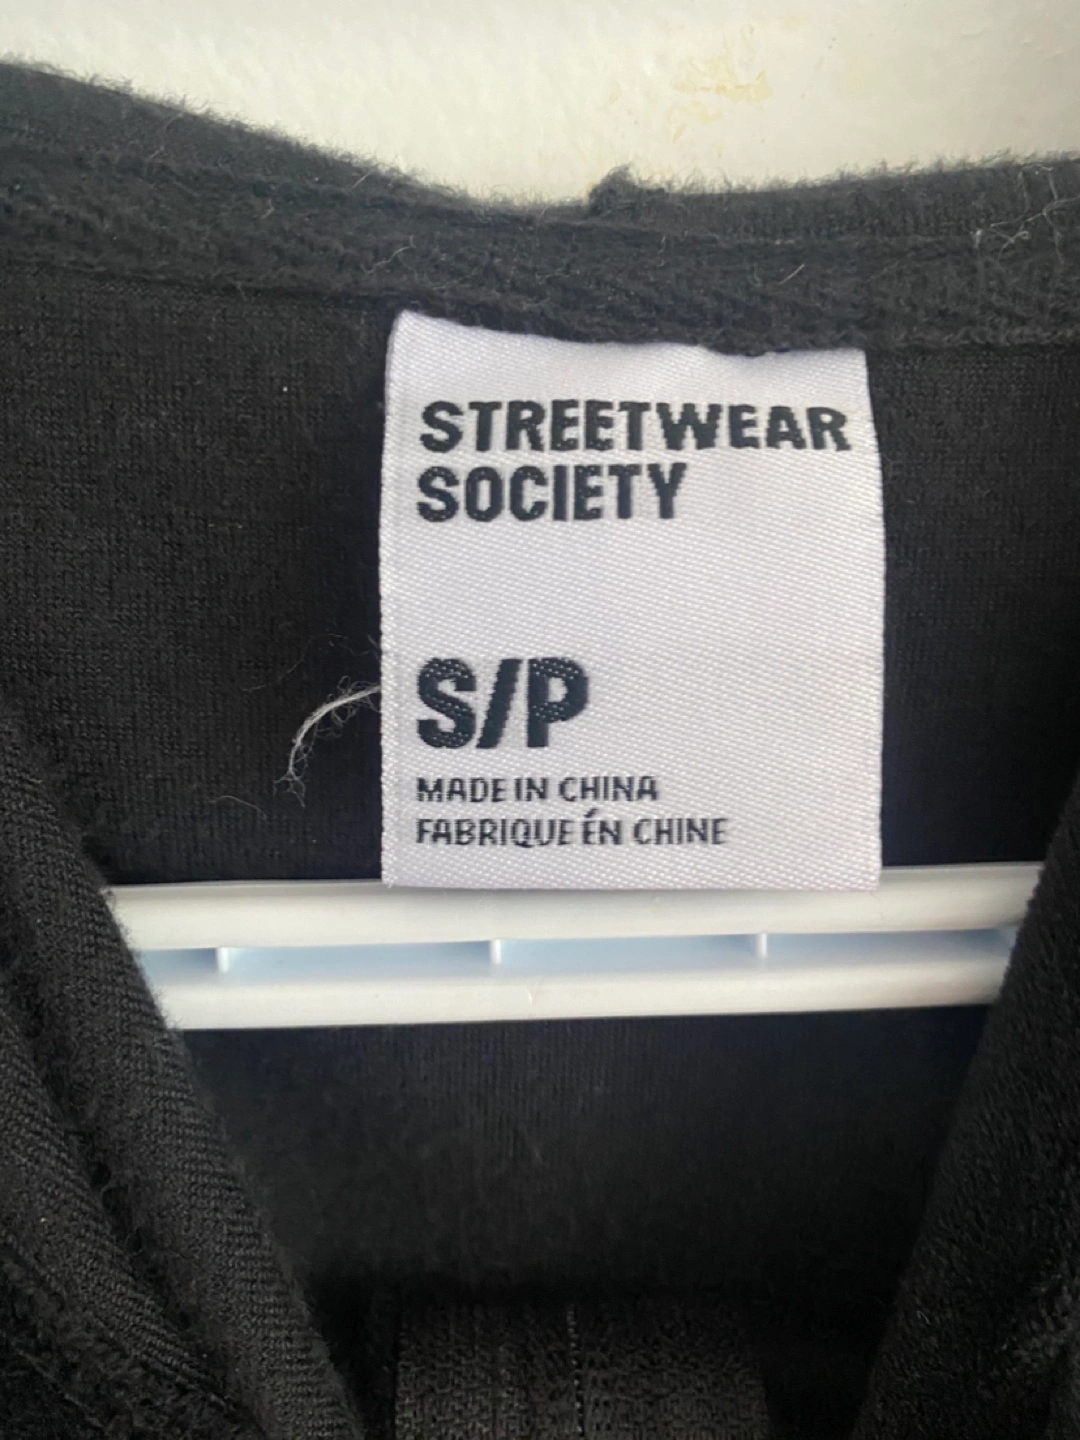 STREETWEAR
SOCIETY
S/P
MADE IN CHINA
FABRIQUE ÉN CHINE